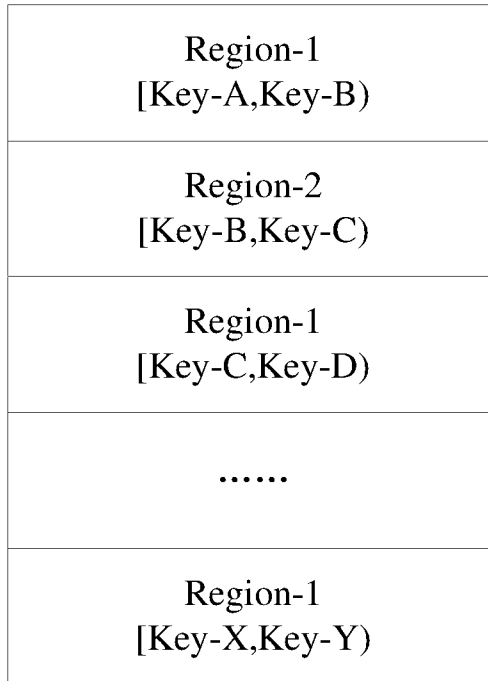 Region-1
[Key-A,Key-B)
Region-2
[Key-B,Key-C)
Region-1
[Key-C,Key-D)
......
Region-1
[Key-X,Key-Y)